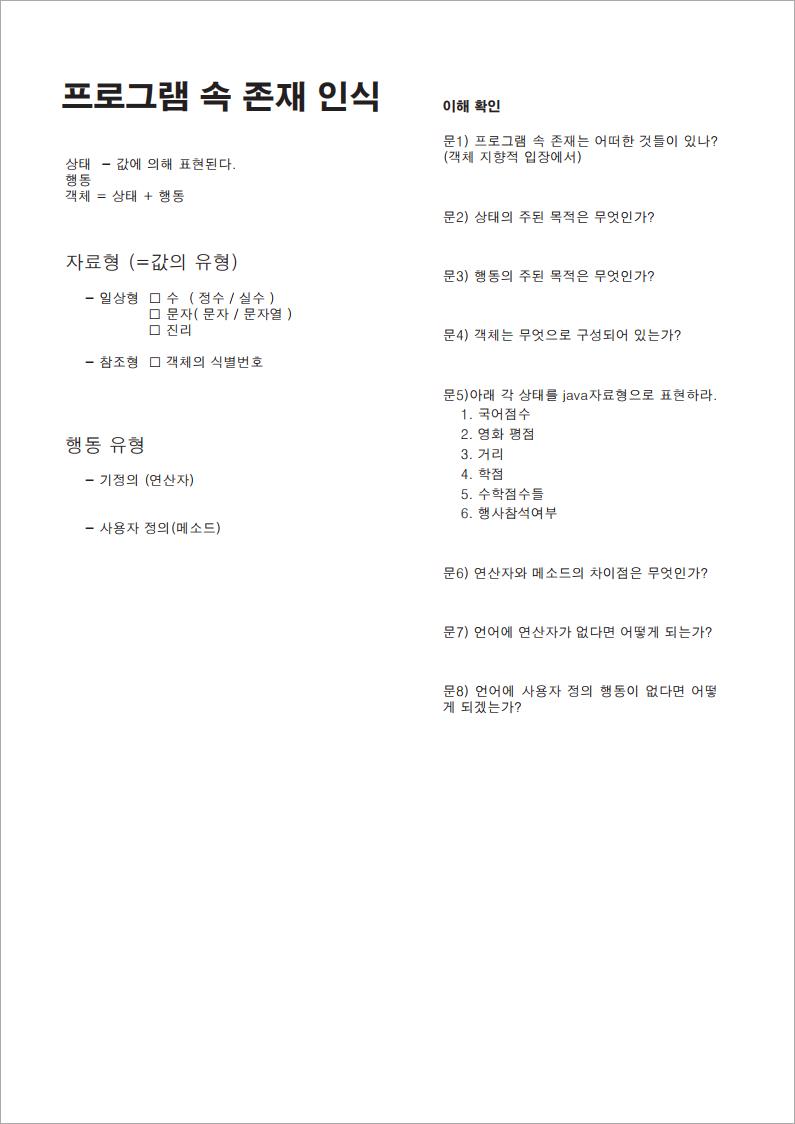 프로그램 속 존재 인식
상태 - 값에 의해 표현된다.
행동
객체 = 상태 + 행동
자료형 (=값의 유형)
- 일상형 □ 수 ( 정수 / 실수 )
□ 문자( 문자 / 문자열 )
□ 진리
- 참조형 □ 객체의 식별번호
행동 유형
- 기정의 (연산자)
- 사용자 정의(메소드)
이해 확인
문1) 프로그램 속 존재는 어떠한 것들이 있나?
(객체 지향적 입장에서)
문2) 상태의 주된 목적은 무엇인가?
문3) 행동의 주된 목적은 무엇인가?
문4) 객체는 무엇으로 구성되어 있는가?
문5)아래 각 상태를 java자료형으로 표현하라.
1. 국어점수
2. 영화 평점
3. 거리
4. 학점
5. 수학점수들
6. 행사참석여부
문6) 연산자와 메소드의 차이점은 무엇인가?
문7) 언어에 연산자가 없다면 어떻게 되는가?
문8) 언어에 사용자 정의 행동이 없다면 어떻
게 되겠는가?